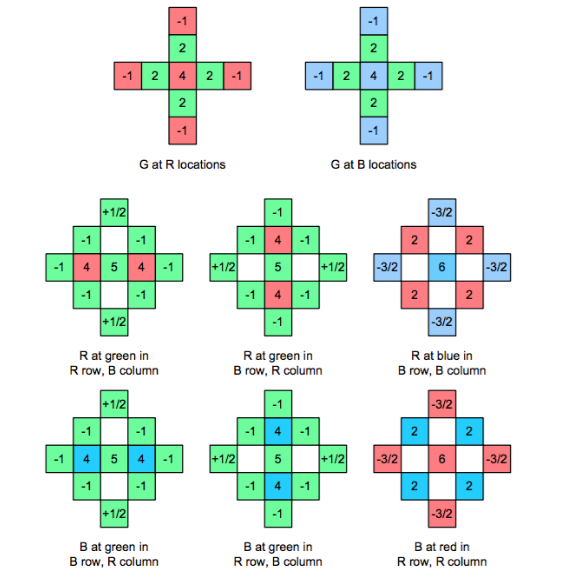 -1 -1
2 2
-1 2 4 2 -1 -1 2 4 2 -1
2 2
-1 -1
G at R locations G at B locations
+1/2 -1 -3/2
-1 -1 -1 4 -1 2 2
-1 4 5 4 -1 +1/2 5 +1/2 -3/2 6 -3/2
-1 -1 -1 4 -1 2 2
+1/2 -1 -3/2
R at green in R at green in R at blue in
R row, B column B row, R column B row, B column
+1/2 -1 -3/2
-1 -1 -1 4 -1 2 2
-1 4 5 4 -1 +1/2 5 +1/2 -3/2 6 -3/2
-1 -1 -1 4 -1 2 2
+1/2 -1 -3/2
B at green in B at green in B at red in
B row, R column R row, B column R row, R column